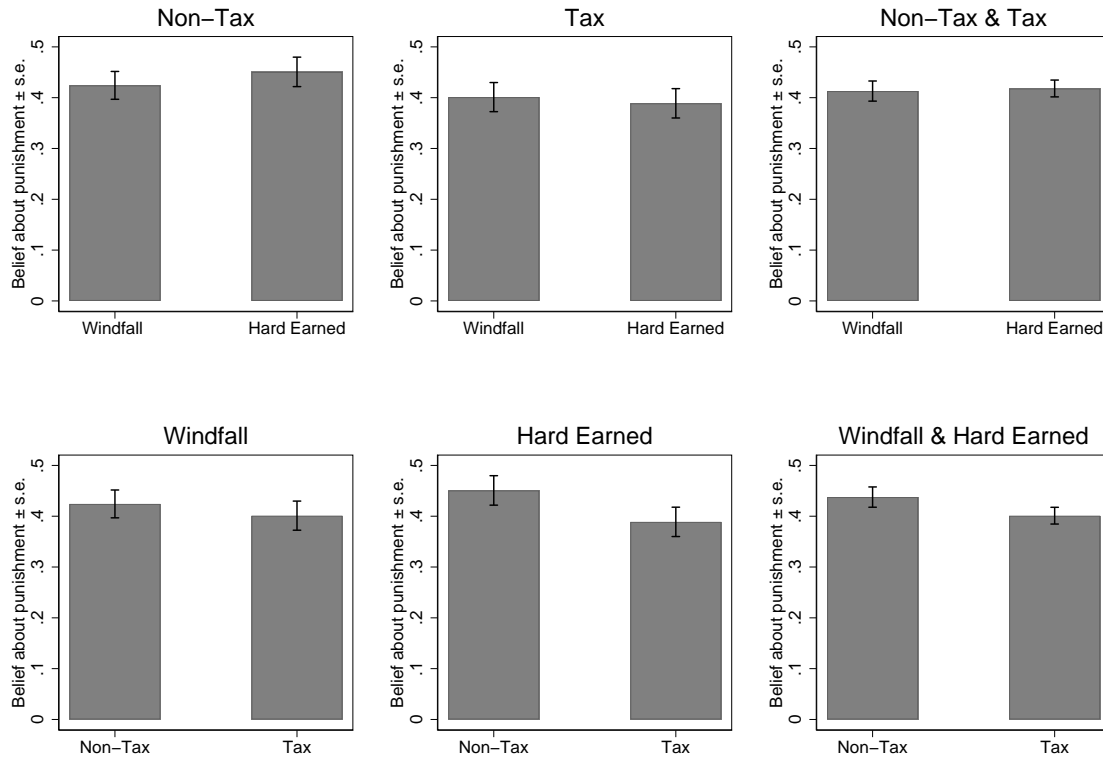 Non−Tax
Belief about punishment ± s.e.
.5
.4
.3
.2
.1
0
Windfall Hard Earned
Tax
Belief about punishment ± s.e.
.5
.4
.3
.2
.1
0
Windfall Hard Earned
Non−Tax & Tax
Belief about punishment ± s.e.
.5
.4
.3
.2
.1
0
Windfall Hard Earned
Windfall
Belief about punishment ± s.e.
.5
.4
.3
.2
.1
0
Non−Tax Tax
Hard Earned
Belief about punishment ± s.e.
.5
.4
.3
.2
.1
0
Non−Tax Tax
Windfall & Hard Earned
Belief about punishment ± s.e.
.5
.4
.3
.2
.1
0
Non−Tax Tax